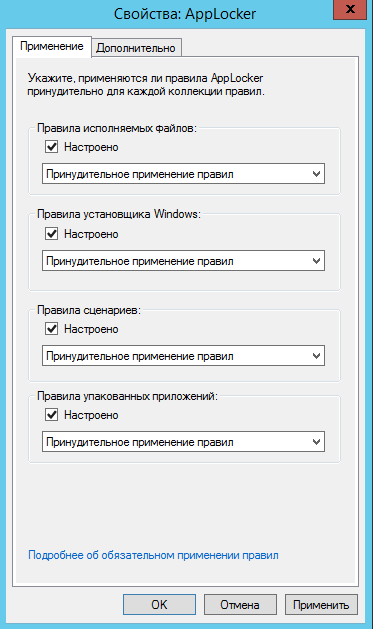 Свойства: AppLocker
x
Применение
Дополнительно
Укажите, применяются ли правила AppLocker
принудительно для каждой коллекции правил.
Правила исполняемых файлов:
Настроено
Принудительное применение правил
Правила установщика Windows:
Настроено
Принудительное применение правил
Правила сценариев:
Настроено
Принудительное применение правил
Правила упакованных приложений:
Настроено
Принудительное применение правил
Подробнее об обязательном применении правил
OK
Отмена
Применить